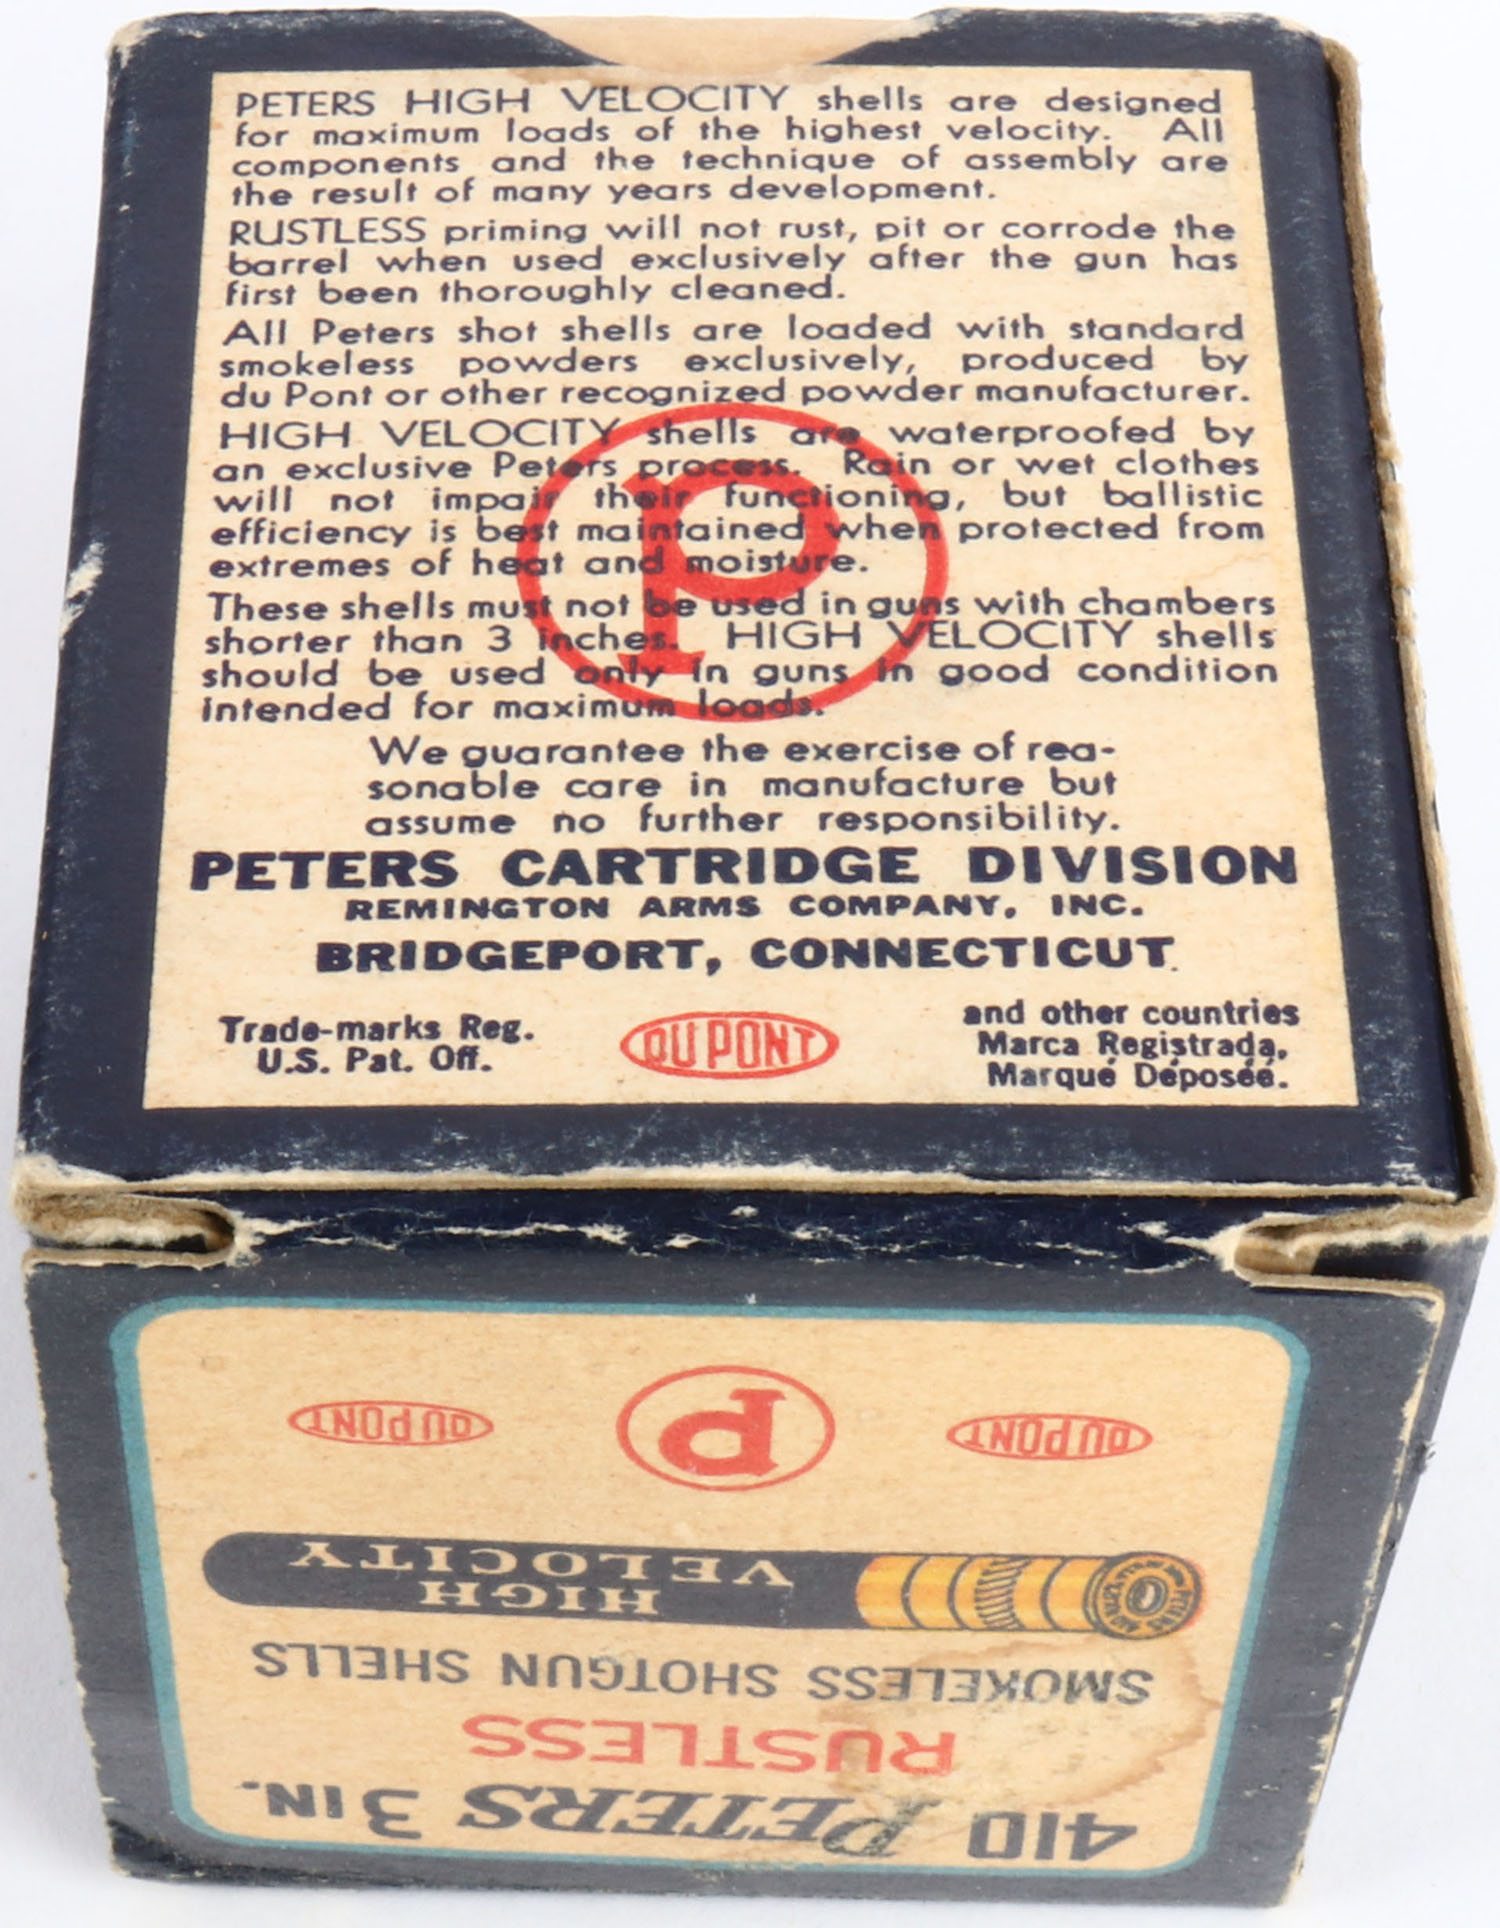 PETERS HIGH VELOCITY shells are designed
for maximum loads of the highest velocity. All
components and the technique of assembly are
the result of many years development.
RUSTLESS priming will not rust, pit or corrode the
barrel when used exclusively after the gun has
first been thoroughly cleaned.
All Peters shot shells are loaded with standard
smokeless powders exclusively, produced by
du Pont or other recognized powder manufacturer.
HIGH VELOCITY shells are waterproofed by
an exclusive Peters process. Rain or wet clothes
will not impair their functioning, but ballistic
efficiency is best maintained when protected from
extremes of heat and moisture.
These shells must not be used in guns with chambers
shorter than 3 inches. HIGH VELOCITY shells
should be used only in guns in good condition
intended for maximum loads.
P
We guarantee the exercise of rea-
sonable care in manufacture but
assume no further responsibility.
PETERS CARTRIDGE DIVISION
REMINGTON ARMS COMPANY, INC.
BRIDGEPORT, CONNECTICUT.
Trade-marks Reg.
U.S. Pat. Off.
DU PONT
and other countries
Marca Registrada.
Marque Déposée.
410 PETERS 3 IN.
RUSTLESS
SMOKELESS SHOTGUN SHELLS
HIGH
VELOCITY
DU PONT
P
DU PONT